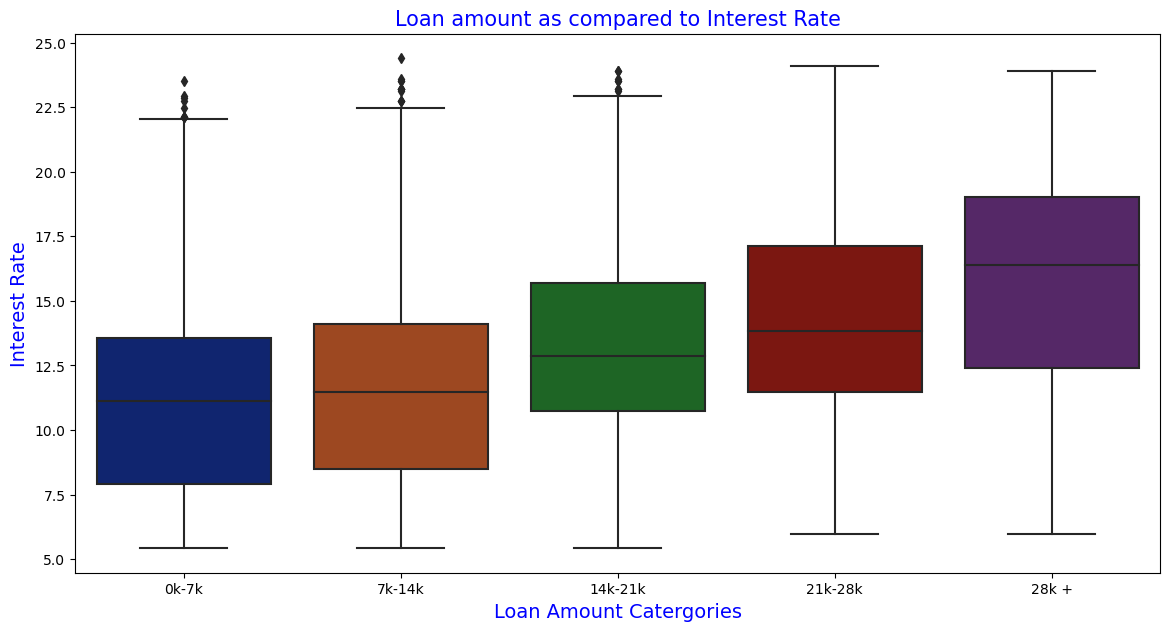 Loan amount as compared to Interest Rate
Interest Rate
25.0
22.5
20.0
17.5
15.0
12.5
10.0
7.5
5.0
0k-7k 7k-14k 14k-21k 21k-28k 28k +
Loan Amount Catergories